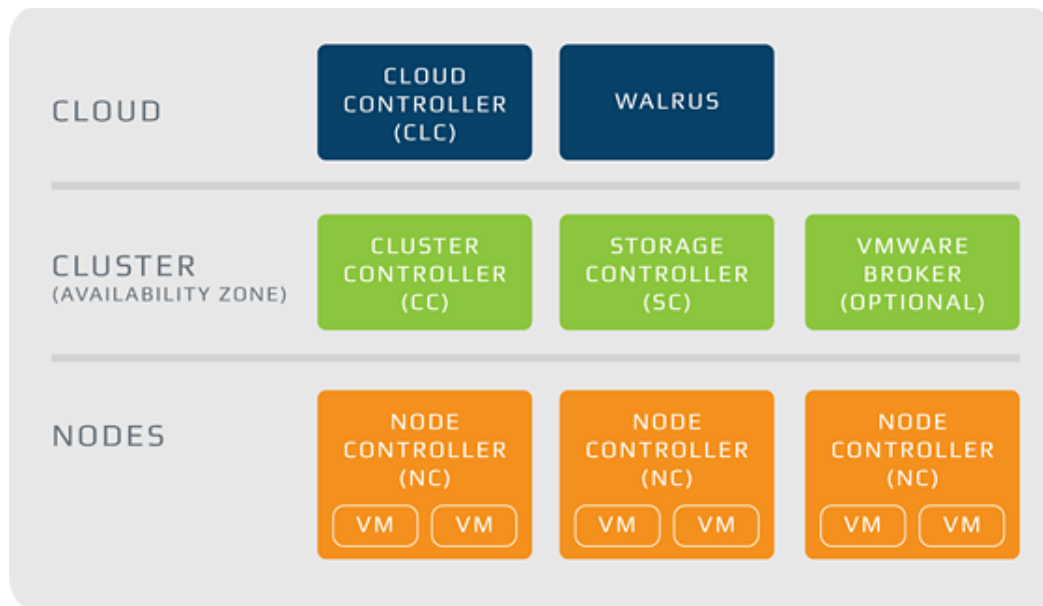 CLOUD
CLOUD
CONTROLLER
(CLC)
WALRUS
CLUSTER
(AVAILABILITY ZONE)
CLUSTER
CONTROLLER
(CC)
STORAGE
CONTROLLER
(SC)
VMWARE
BROKER
(OPTIONAL)
NODES
NODE
CONTROLLER
(NC)
VM VM
NODE
CONTROLLER
(NC)
VM VM
NODE
CONTROLLER
(NC)
VM VM